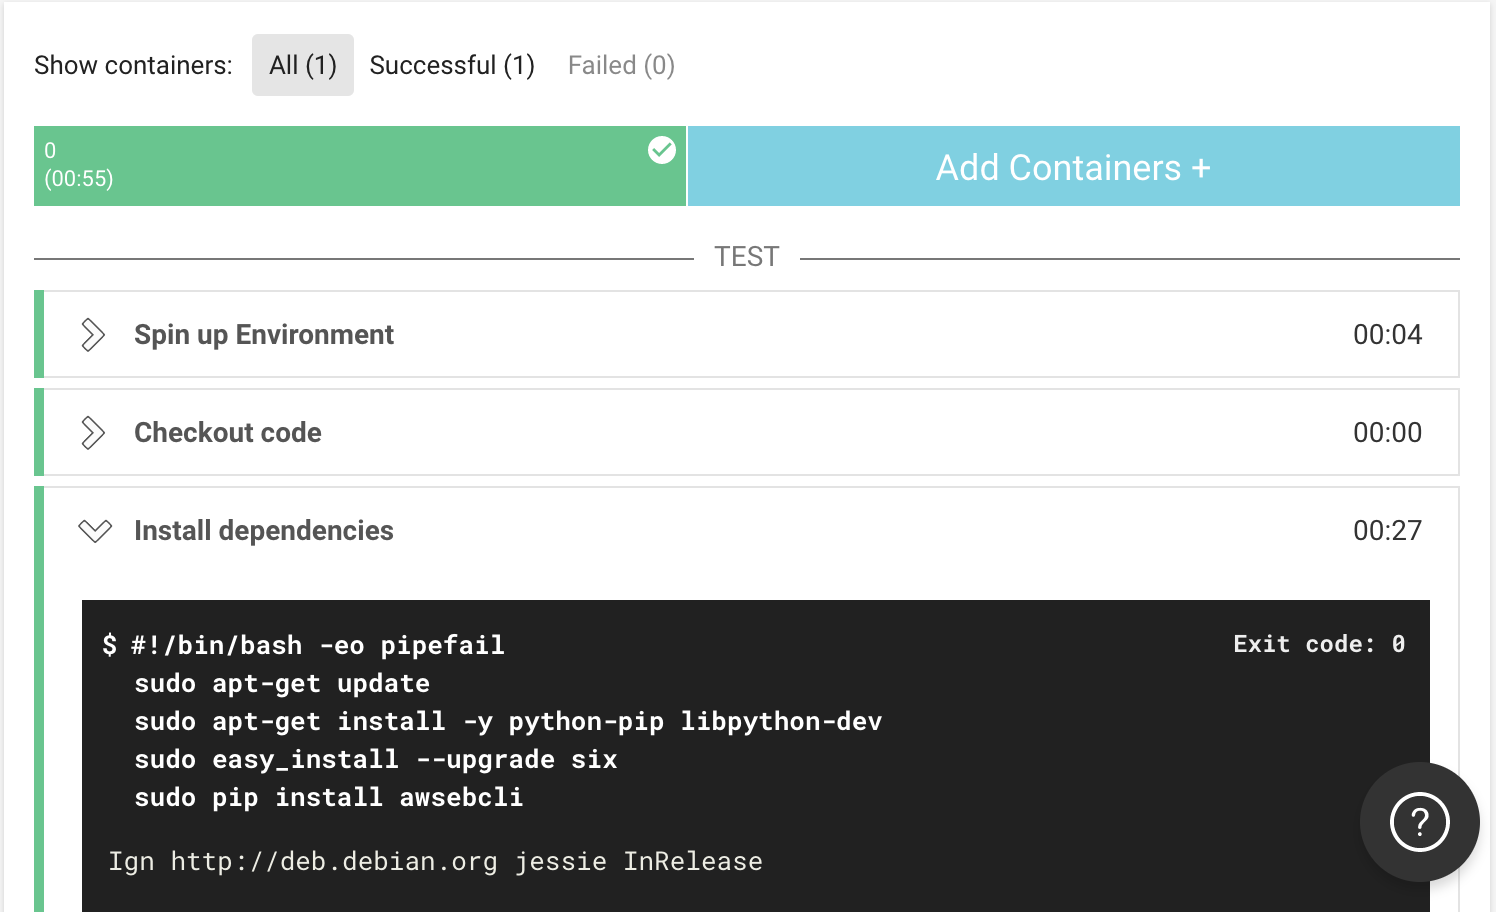 Show containers: All (1) Successful (1) Failed (0)
0
(00:55)
Add Containers +
TEST
Spin up Environment 00:04
Checkout code 00:00
Install dependencies 00:27
$ #!/bin/bash -eo pipefail Exit code: 0
sudo apt-get update
sudo apt-get install -y python-pip libpython-dev
sudo easy_install --upgrade six
sudo pip install awsebcli
Ign http://deb.debian.org jessie InRelease
?